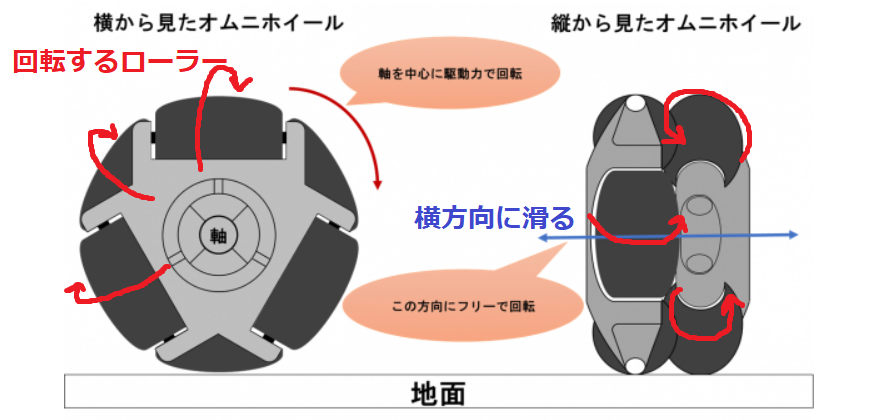 横から見たオムニホイール
縦から見たオムニホイール
回転するローラー
軸を中心に駆動力で回転
横方向に滑る
軸
この方向にフリーで回転
地面